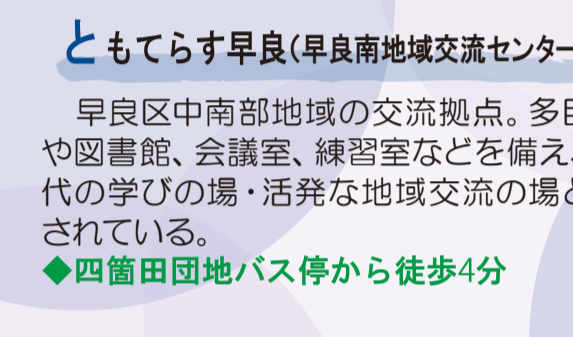 ともてらす早良(早良南地域交流センター
早良区中南部地域の交流拠点。多目
や図書館、会議室、練習室などを備え、
代の学びの場・活発な地域交流の場と
されている。
◆四箇田団地バス停から徒歩4分